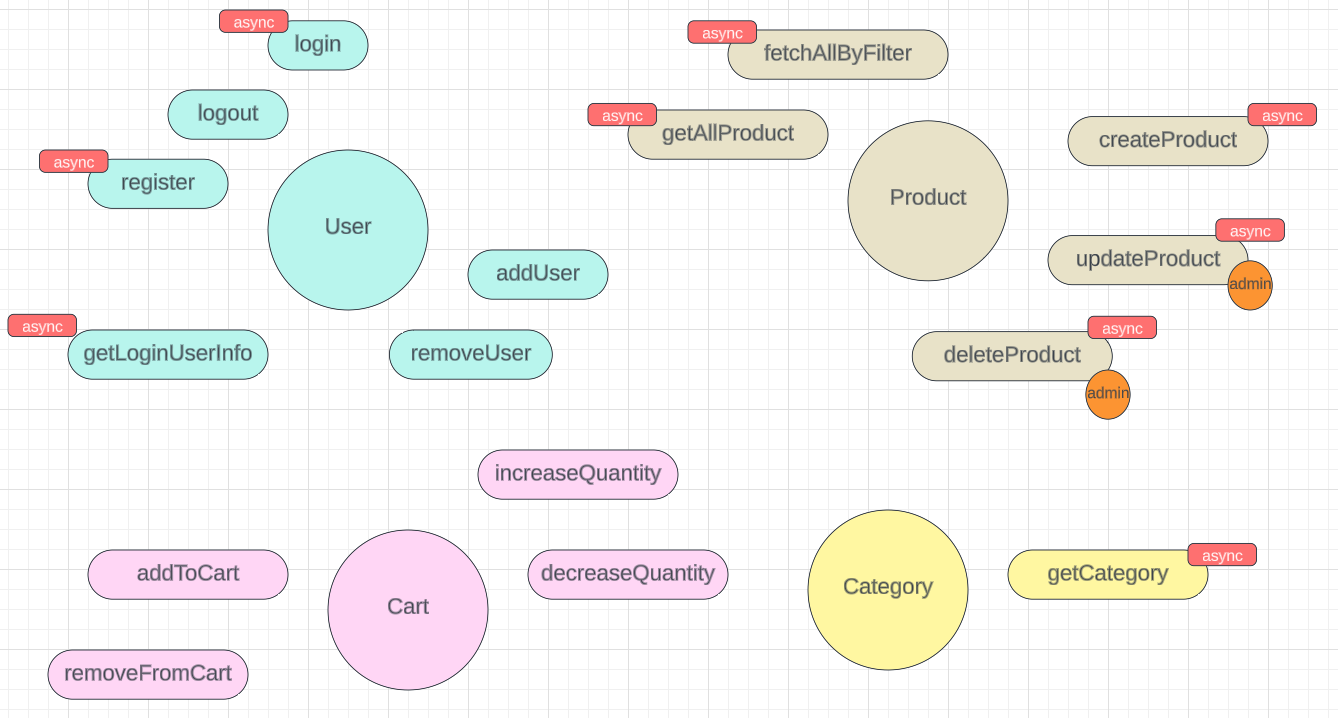 async
login
logout
async
register
User
addUser
async
getLoginUserInfo
removeUser
async
fetchAllByFilter
async
getAllProduct
Product
async
createProduct
async
updateProduct
admin
async
deleteProduct
admin
increaseQuantity
addToCart
Cart
decreaseQuantity
removeFromCart
Category
async
getCategory